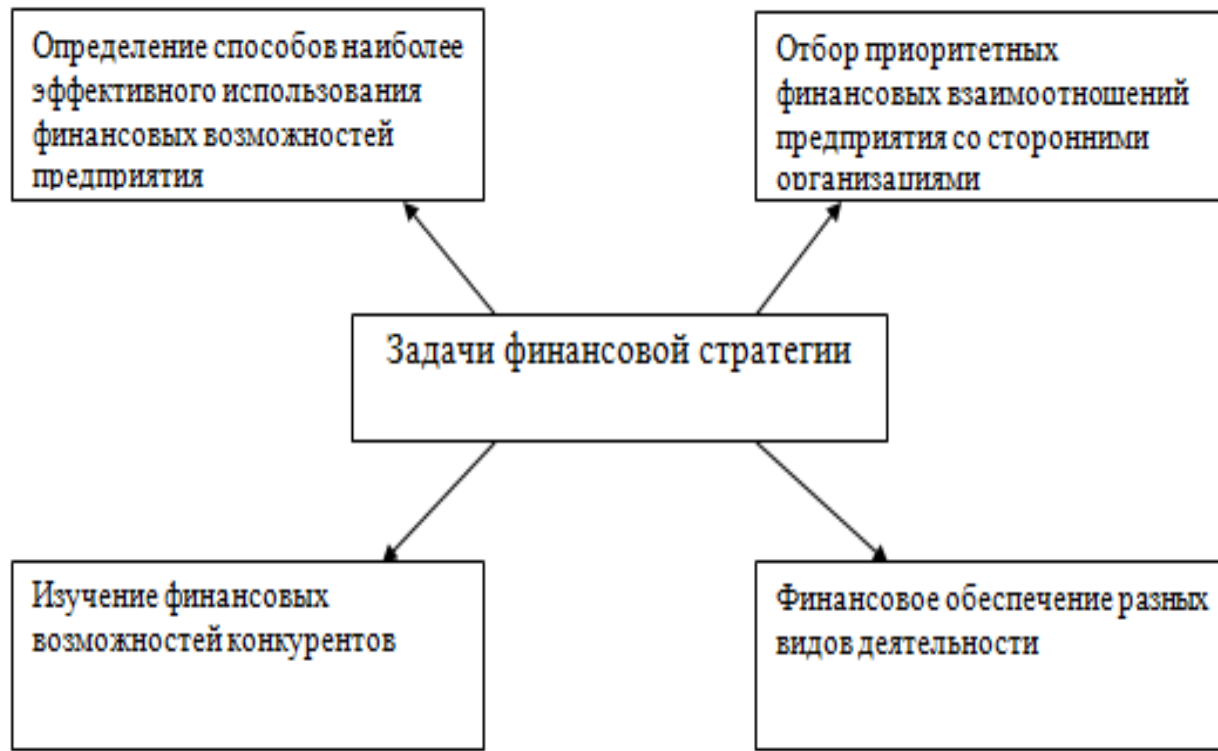 Определение способов наиболее
эффективного использования
финансовых возможностей
предприятия
Отбор приоритетных
финансовых взаимоотношений
предприятия со сторонними
организациями
Задачи финансовой стратегии
Изучение финансовых
возможностей конкурентов
Финансовое обеспечение разных
видов деятельности